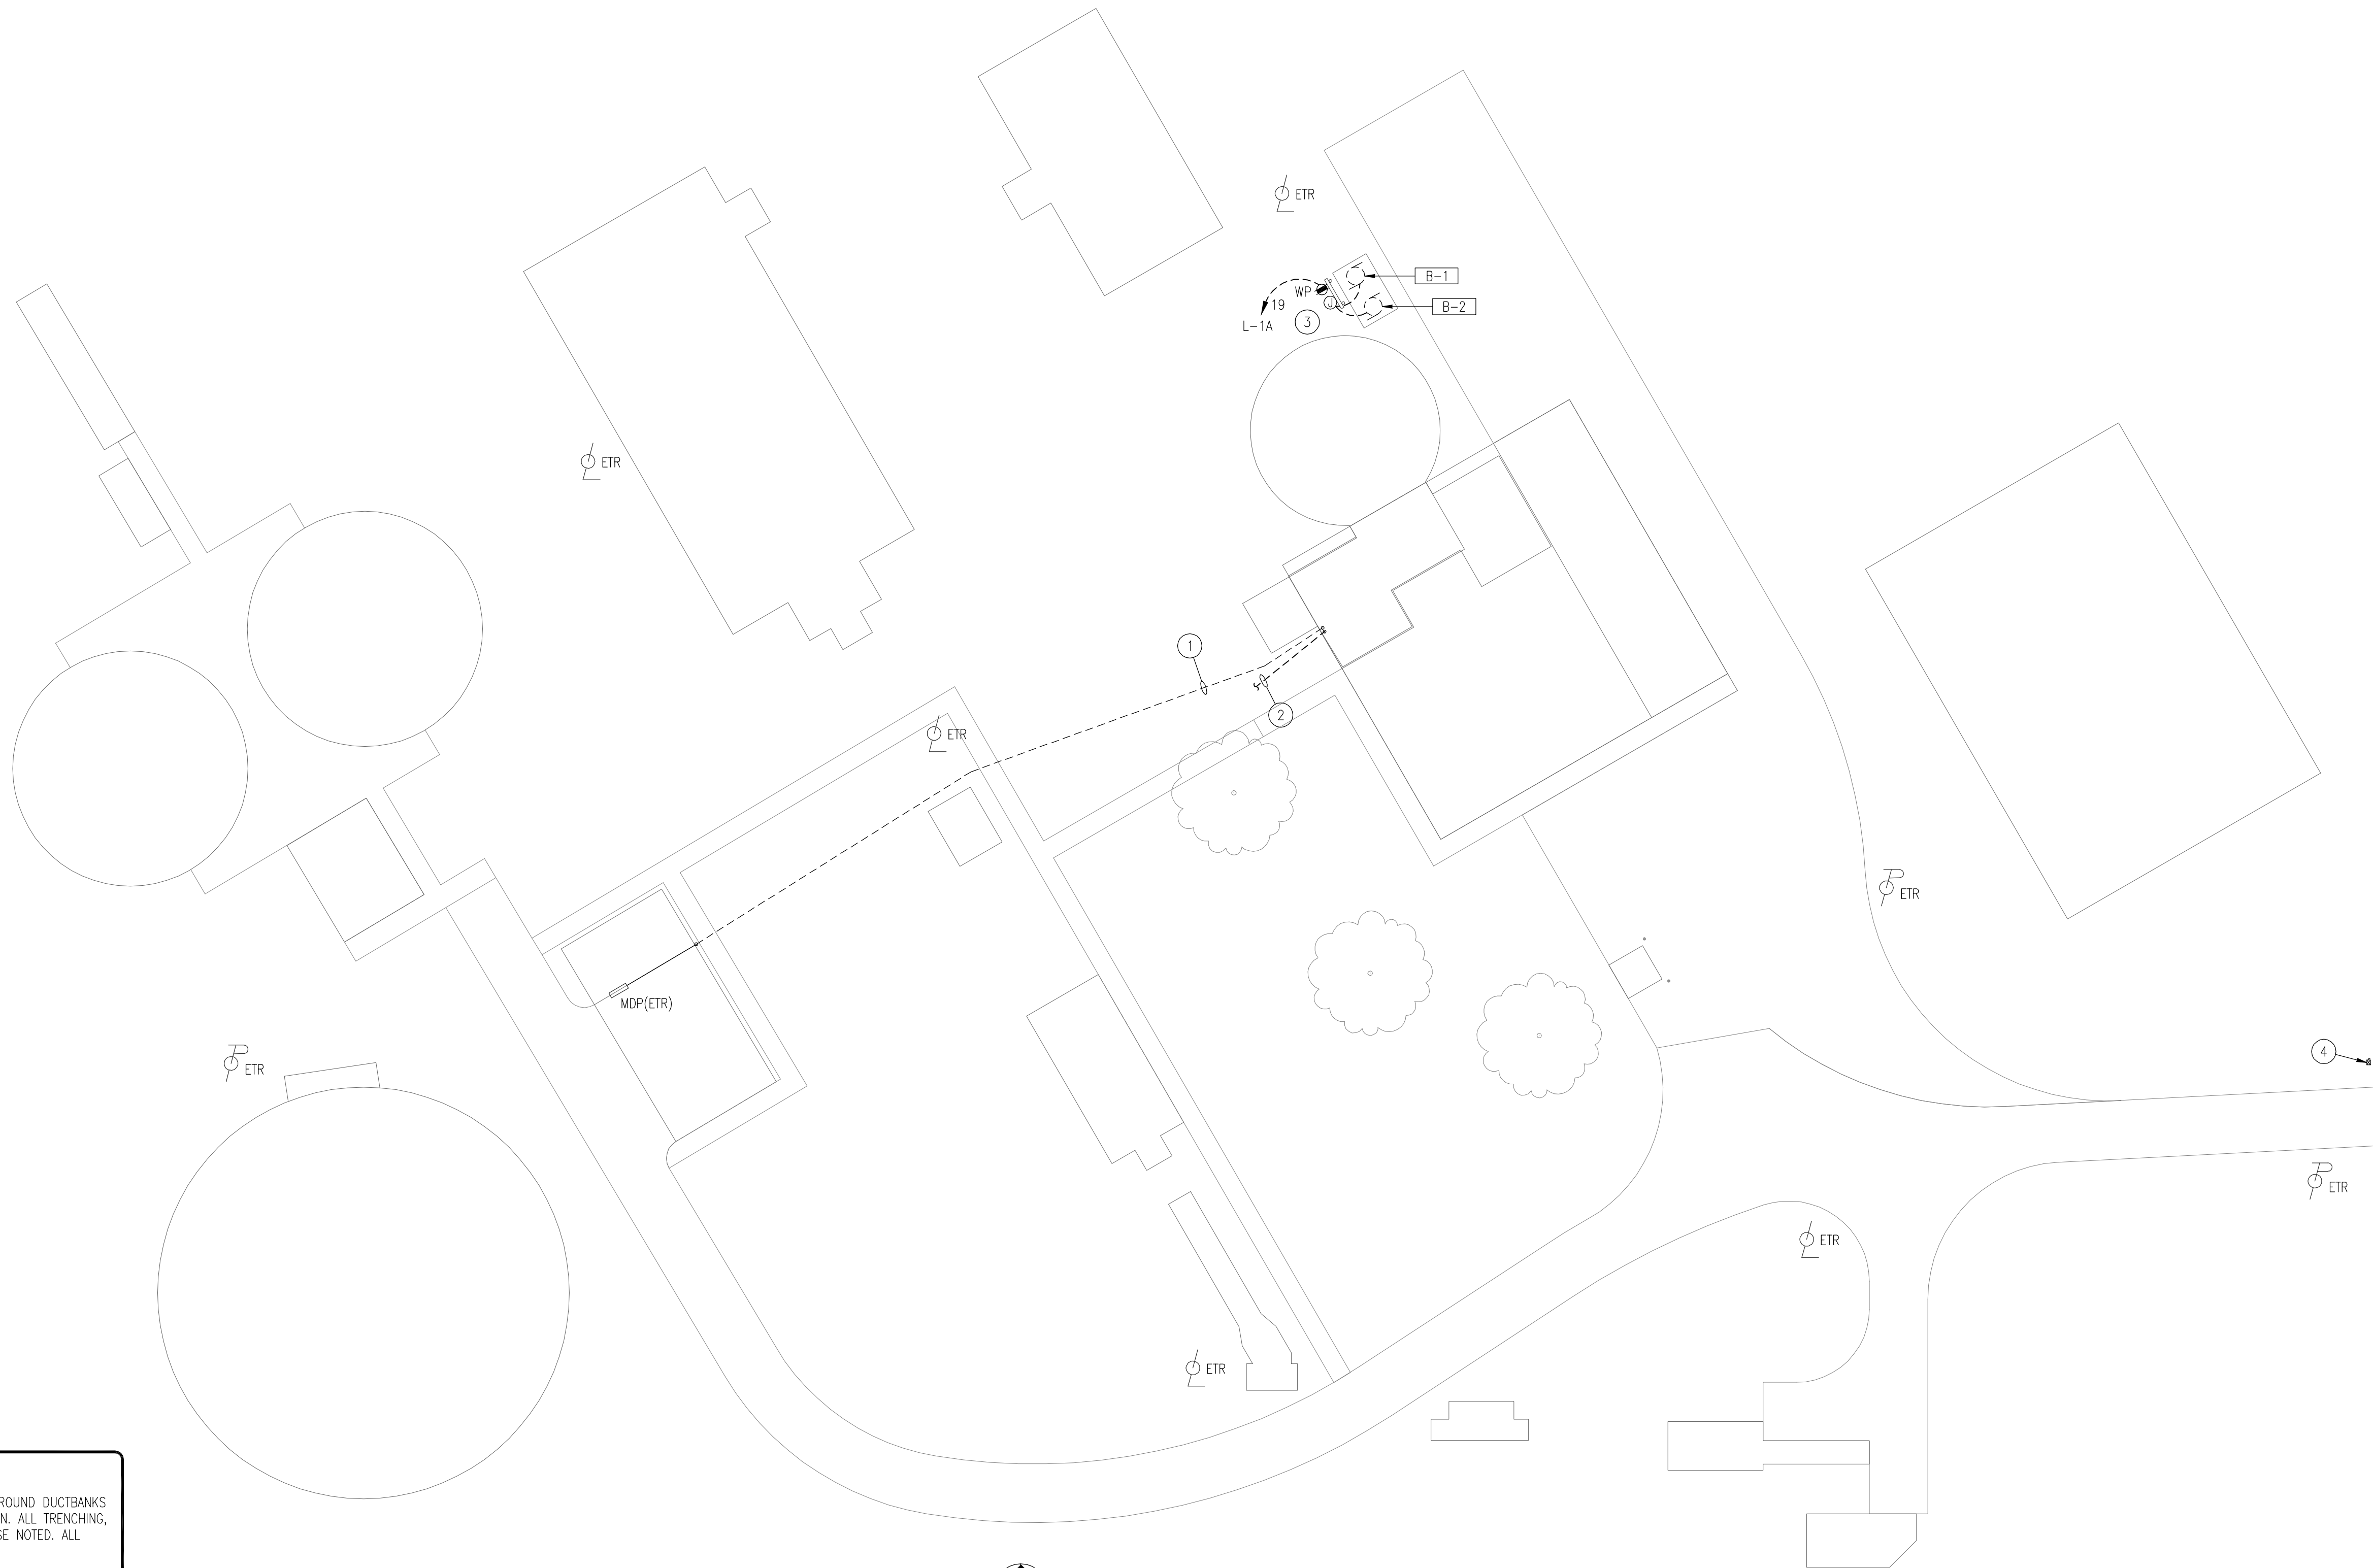 ETR
B-1
WP
19
B-2
J
L-1A
3
ETR
1
2
ETR
ETR
MDP(ETR)
4
ETR
ETR
ETR
ETR
ROUND DUCTBANKS
N. ALL TRENCHING,
SE NOTED. ALL